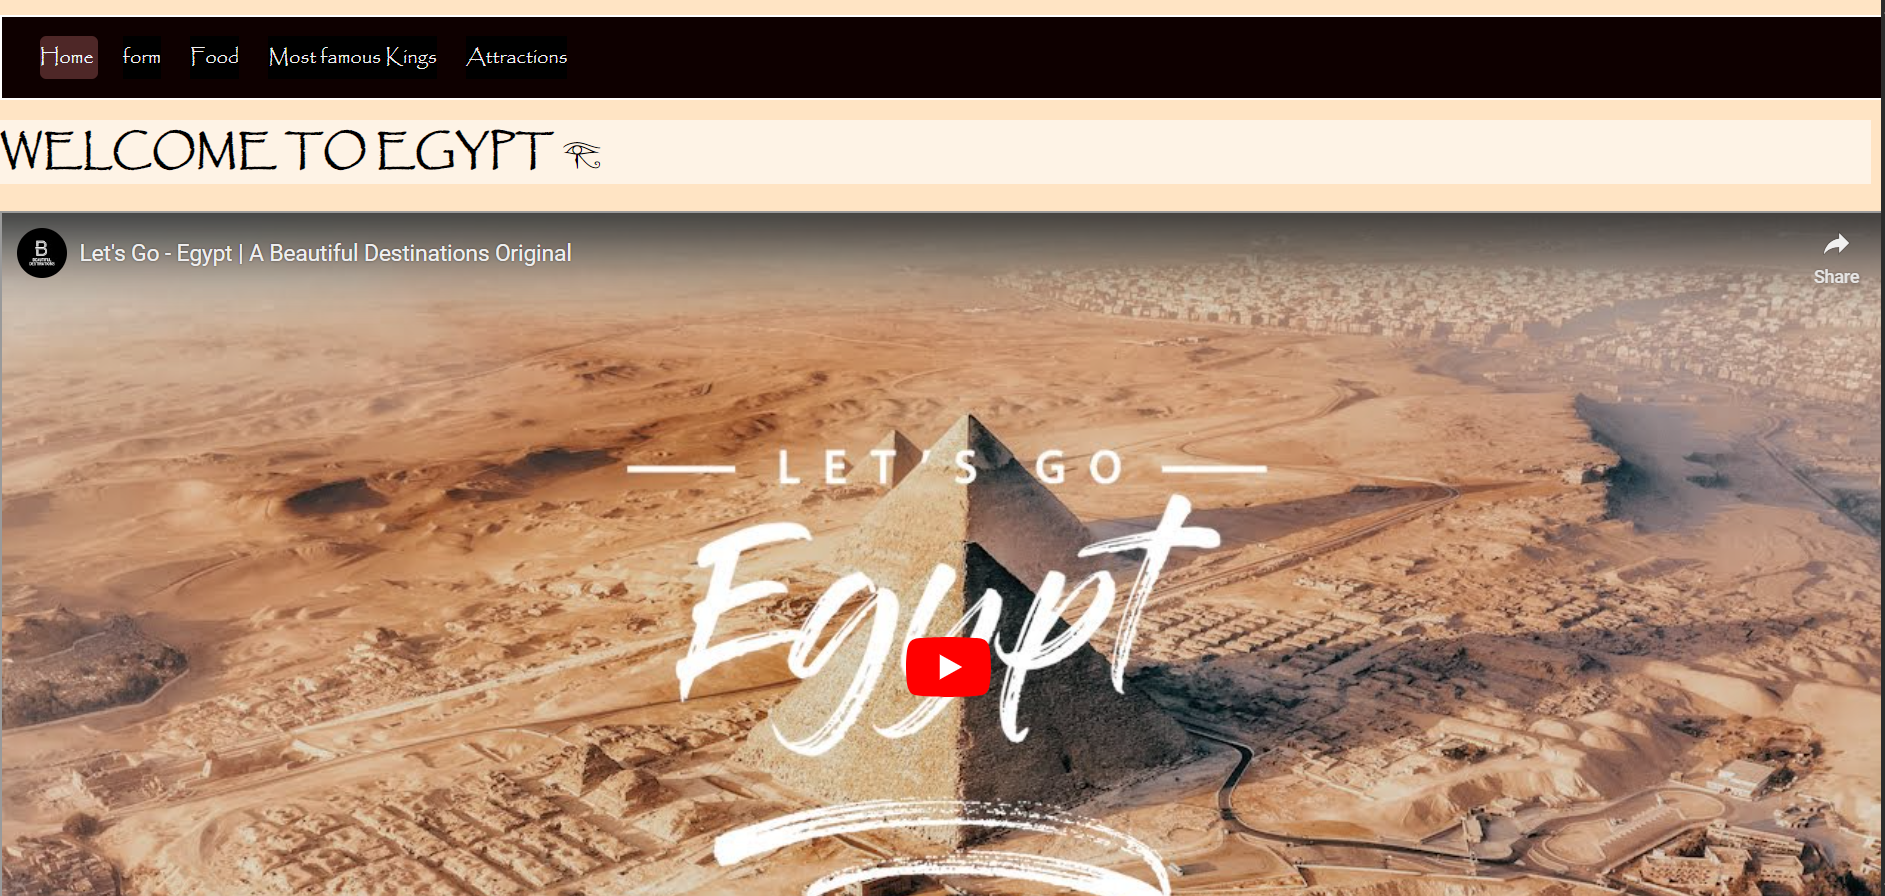 Home form Food Most famous Kings Attractions
WELCOME TO EGYPT 𓂀
B
Let's Go - Egypt | A Beautiful Destinations Original
Share
LET'S GO
Egypt